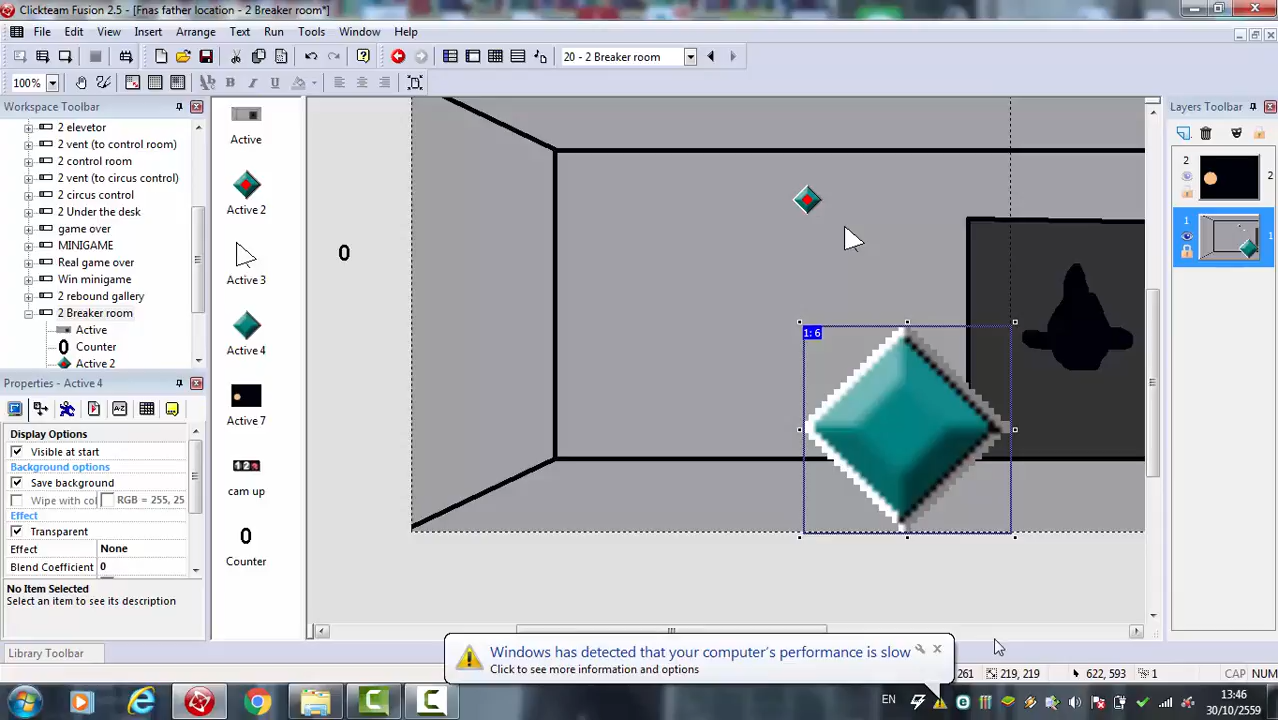 Clickteam Fusion 2.5 - [Fnas father location - 2 Breaker room*]
File Edit View Insert Arrange Text Run Tools Window Help
20 - 2 Breaker room
100%
B I U
Workspace Toolbar
2 elevetor
2 vent (to control room)
2 control room
2 vent (to circus control)
2 circus control
2 Under the desk
game over
MINIGAME
Real game over
Win minigame
2 rebound gallery
2 Breaker room
Active
Counter
Active 2
Properties - Active 4
Display Options
Visible at start
Background options
Save background
Wipe with col RGB = 255, 25
Effect
Transparent
Effect None
Blend Coefficient 0
No Item Selected
Select an item to see its description
Library Toolbar
Active
Active 2
Active 3
Active 4
Active 7
cam up
0
Counter
0
1: 6
Layers Toolbar
2 2
1 1
Windows has detected that your computer's performance is slow
Click to see more information and options
261 219, 219 622, 593 1 CAP NUM
EN
13:46
30/10/2559